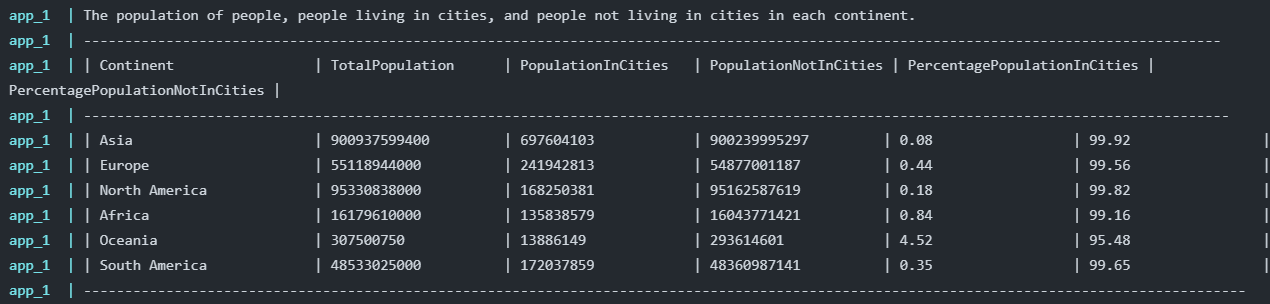 app_1 | The population of people, people living in cities, and people not living in cities in each continent.
app_1 | -------------------------------------------------------------------------------------------------------------------------------------------
app_1 | | Continent | TotalPopulation | PopulationInCities | PopulationNotInCities | PercentagePopulationInCities |
PercentagePopulationNotInCities |
app_1 | --------------------------------------------------------------------------------------------------------------------------------------------
app_1 | | Asia | 900937599400 | 697604103 | 900239995297 | 0.08 | 99.92 |
app_1 | | Europe | 55118944000 | 241942813 | 54877001187 | 0.44 | 99.56 |
app_1 | | North America | 95330838000 | 168250381 | 95162587619 | 0.18 | 99.82 |
app_1 | | Africa | 16179610000 | 135838579 | 16043771421 | 0.84 | 99.16 |
app_1 | | Oceania | 307500750 | 13886149 | 293614601 | 4.52 | 95.48 |
app_1 | | South America | 48533025000 | 172037859 | 48360987141 | 0.35 | 99.65 |
app_1 | ----------------------------------------------------------------------------------------------------------------------------------------------